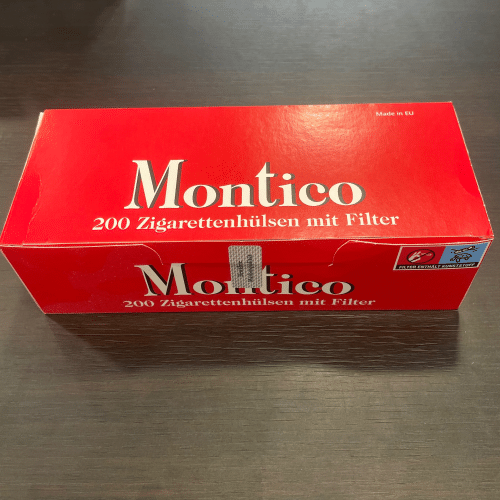 Made in EU
Montico
200 Zigarettenhülsen mit Filter
Montico
200 Zigarettenhülsen mit Filter
FILTER ENTHÄLT KUNSTSTOFF